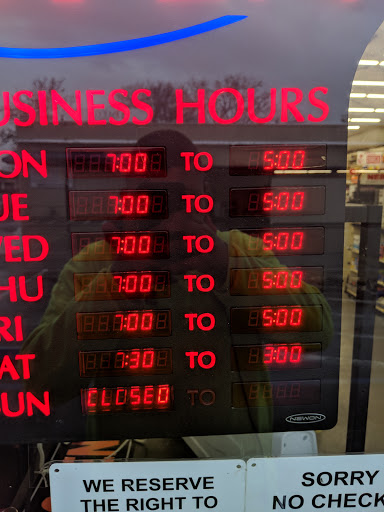 USINESS HOURS
ON 7:00 TO 5:00
UE 7:00 TO 5:00
WED 7:00 TO 5:00
HU 7:00 TO 5:00
RI 7:00 TO 5:00
AT 7:30 TO 3:00
SUN CLOSED TO
NEWON
WE RESERVE
THE RIGHT TO
SORRY
NO CHECK